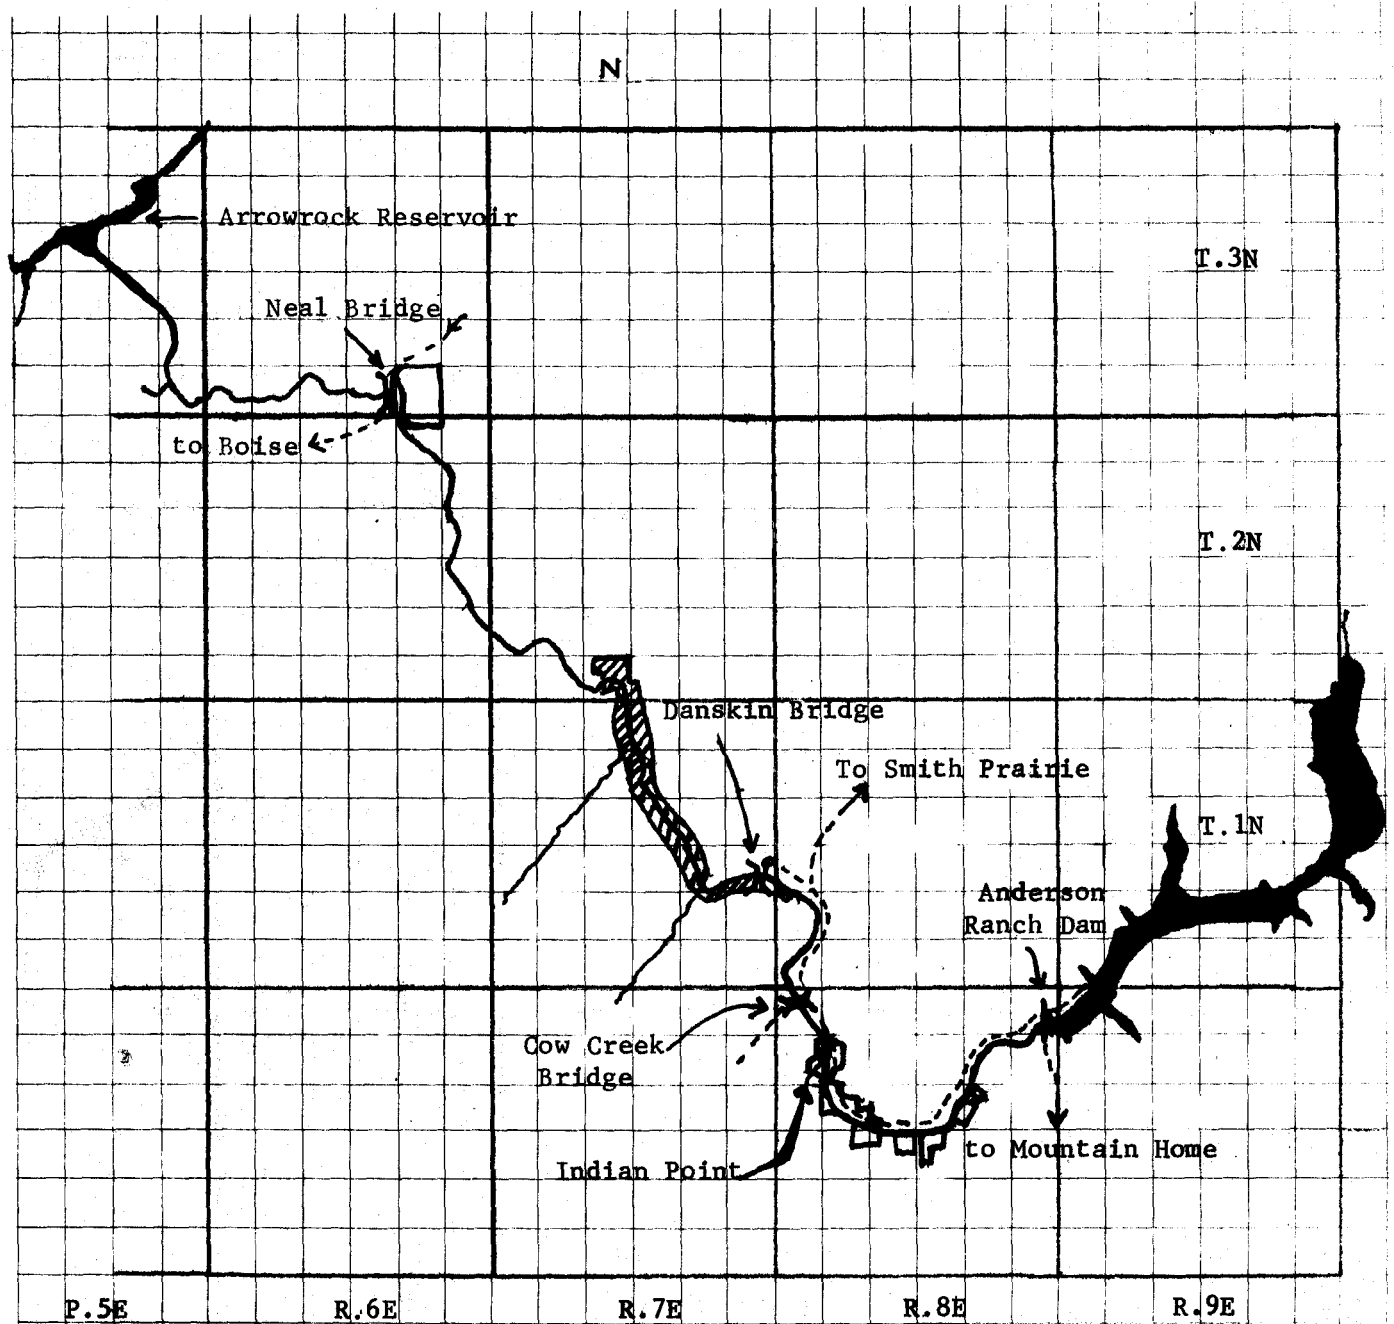 N
Arrowrock Reservoir
T.3N
Neal Bridge
to Boise
T.2N
Danskin Bridge
To Smith Prairie
T.1N
Anderson
Ranch Dam
Cow Creek
Bridge
to Mountain Home
Indian Point
P.5E R.6E R.7E R.8E R.9E